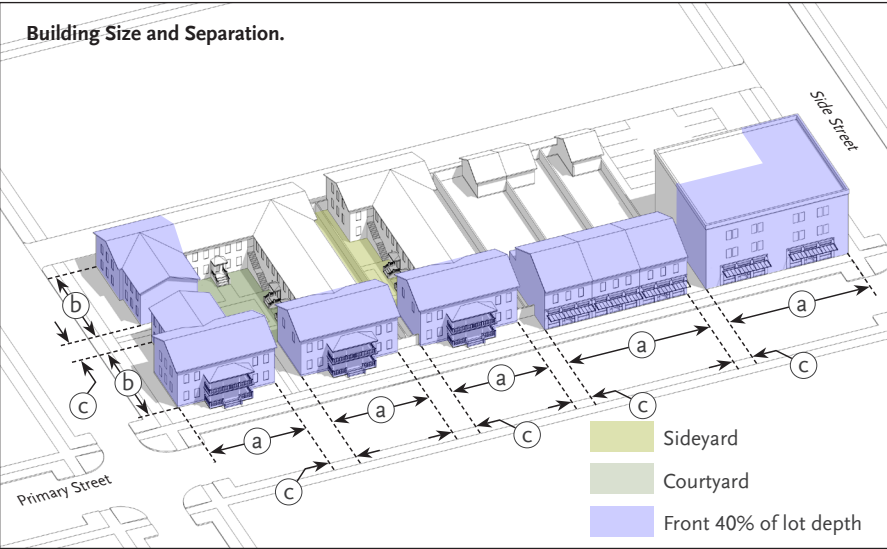 Building Size and Separation.
Side Street
b
a
a
c
b
a
a
c
c
a
c
c
Primary Street
Sideyard
Courtyard
Front 40% of lot depth